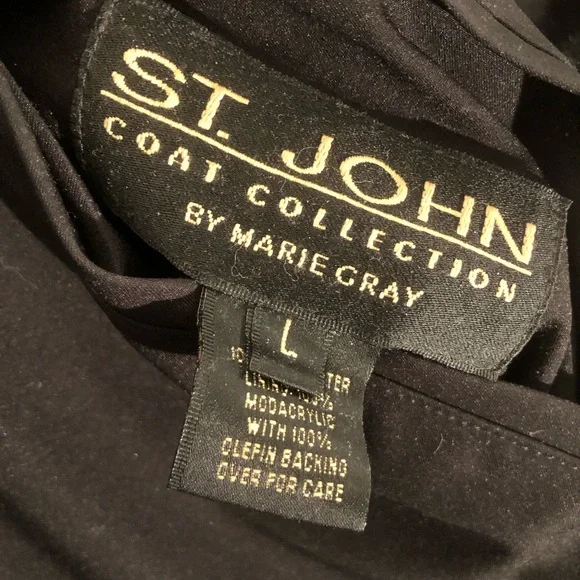 ST. JOHN
COAT COLLECTION
BY MARIE GRAY
L
MODACRYLIC
WITH 100%
OLEFIN BACKING
OVER FOR CARE